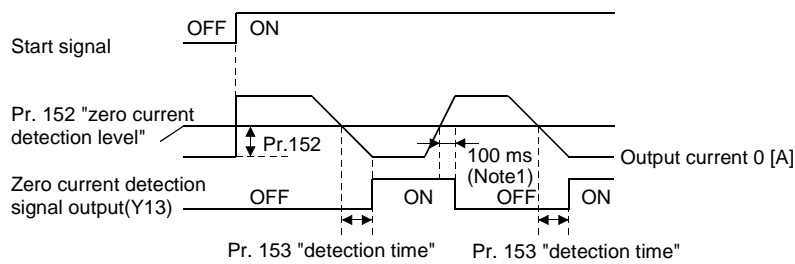 OFF ON
Start signal
Pr. 152 "zero current
detection level"
Pr.152
100 ms
(Note1)
Output current 0 [A]
Zero current detection
signal output(Y13)
OFF ON OFF ON
Pr. 153 "detection time" Pr. 153 "detection time"